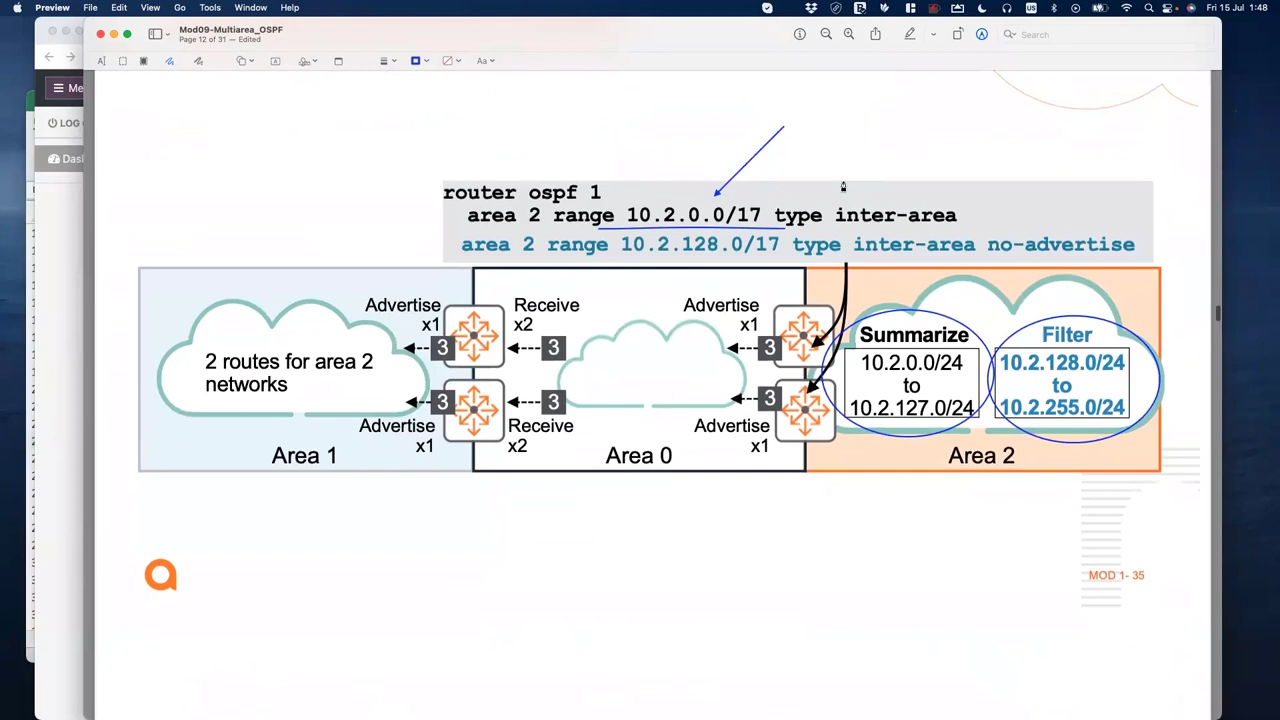 Preview File Edit View Go Tools Window Help
US
Fri 15 Jul 1:48
Mod09-Multiarea_OSPF
Page 12 of 31 — Edited
Search
Aa
Me
LOG
Dash
router ospf 1
area 2 range 10.2.0.0/17 type inter-area
area 2 range 10.2.128.0/17 type inter-area no-advertise
Advertise
x1
Receive
x2
Advertise
x1
2 routes for area 2
networks
3
3
3
3
3
3
Summarize
10.2.0.0/24
to
10.2.127.0/24
Filter
10.2.128.0/24
to
10.2.255.0/24
Advertise
x1
Receive
x2
Advertise
x1
Area 1
Area 0
Area 2
MOD 1- 35